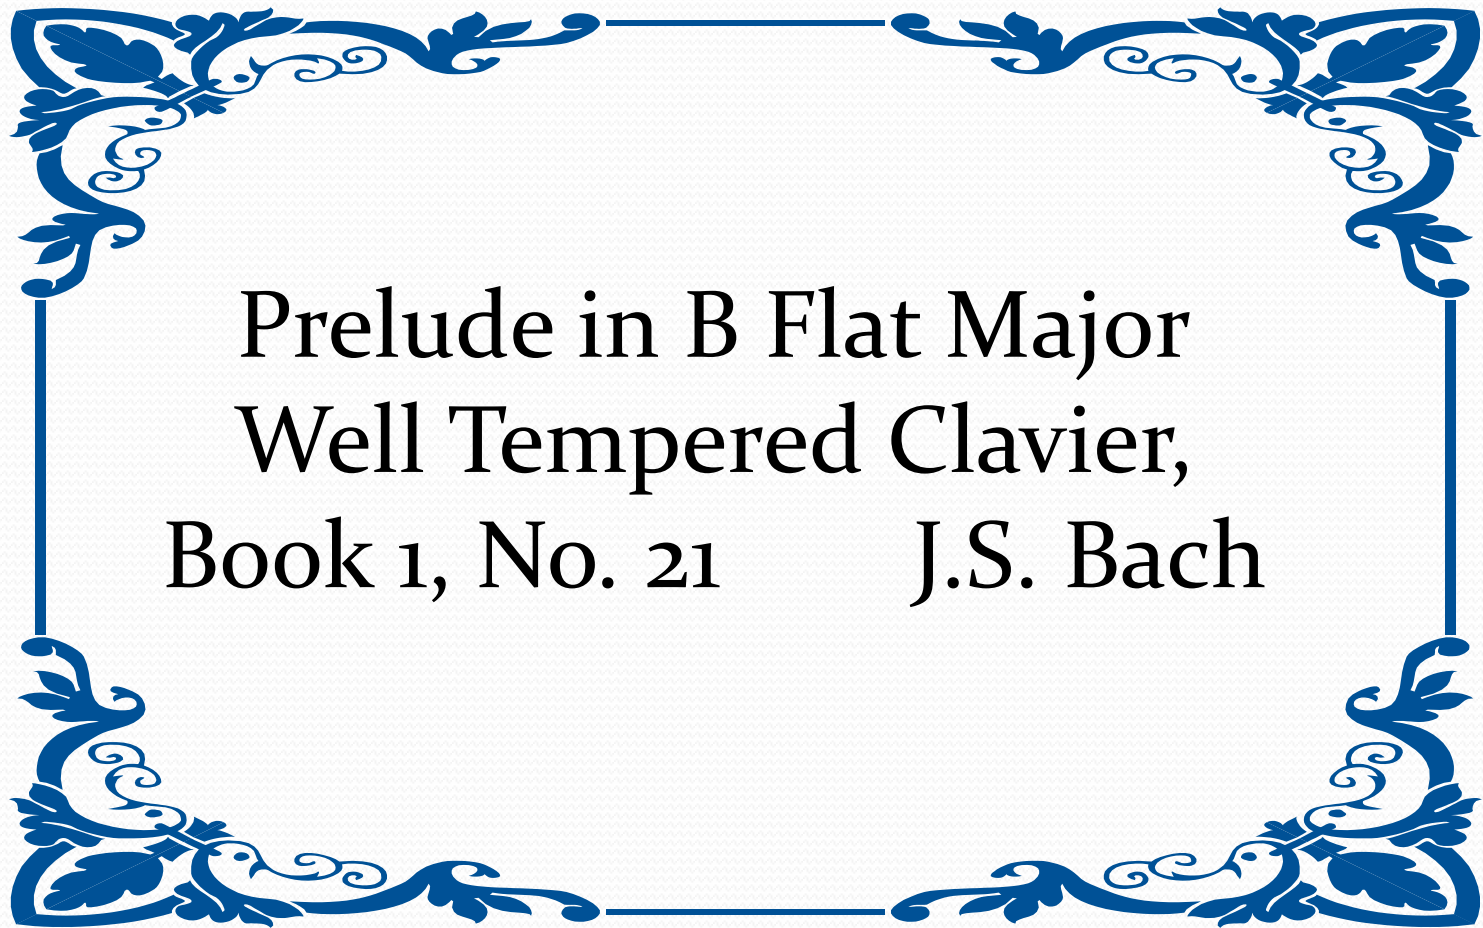 Prelude in B Flat Major
Well Tempered Clavier,
Book 1, No. 21 J.S. Bach